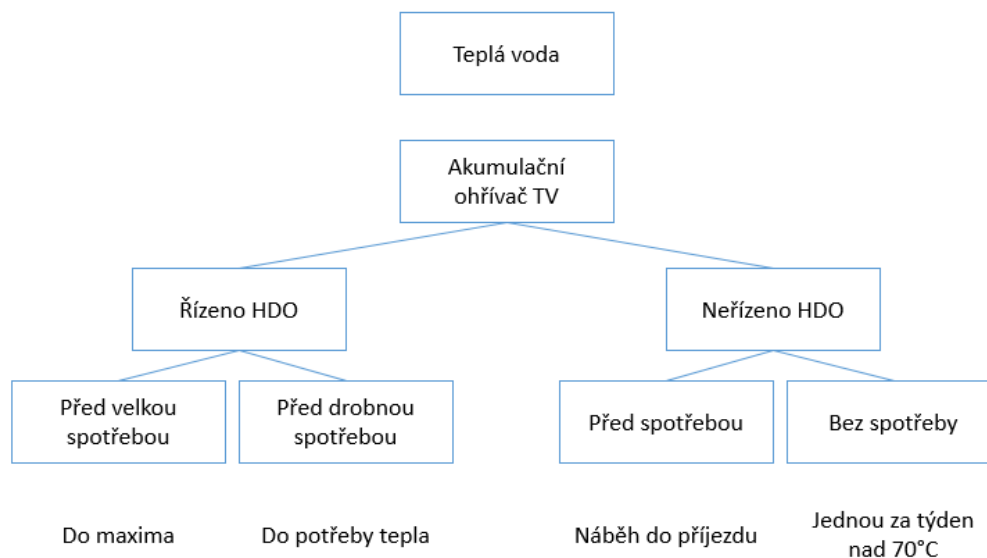 Teplá voda
Akumulační
ohřívač TV
Řízeno HDO
Neřízeno HDO
Před velkou
spotřebou
Před drobnou
spotřebou
Před spotřebou
Bez spotřeby
Do maxima
Do potřeby tepla
Náběh do příjezdu
Jednou za týden
nad 70°C